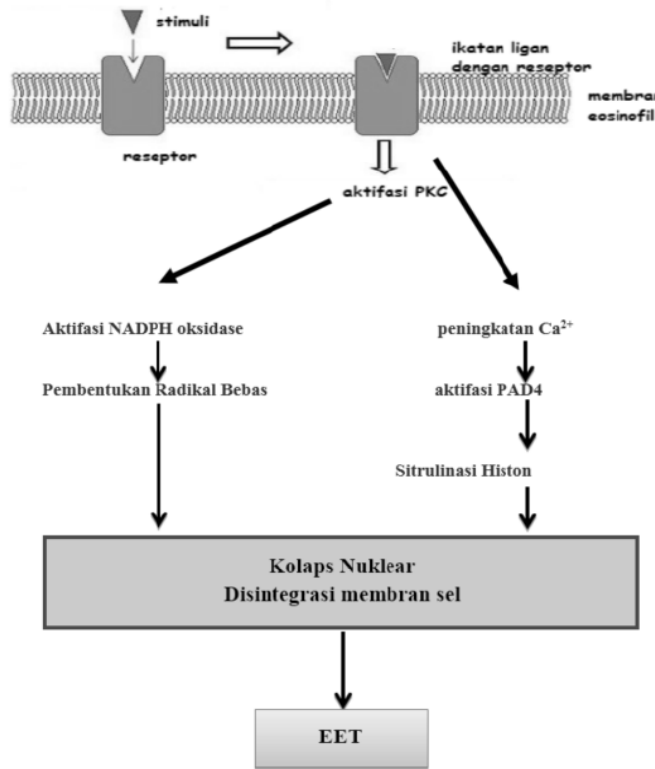 stimuli
ikatan ligan
dengan reseptor
membran
eosinofil
reseptor
aktifasi PKC
Aktifasi NADPH oksidase
peningkatan Ca²⁺
Pembentukan Radikal Bebas
aktifasi PAD4
Sitrulinasi Histon
Kolaps Nuklear
Disintegrasi membran sel
EET